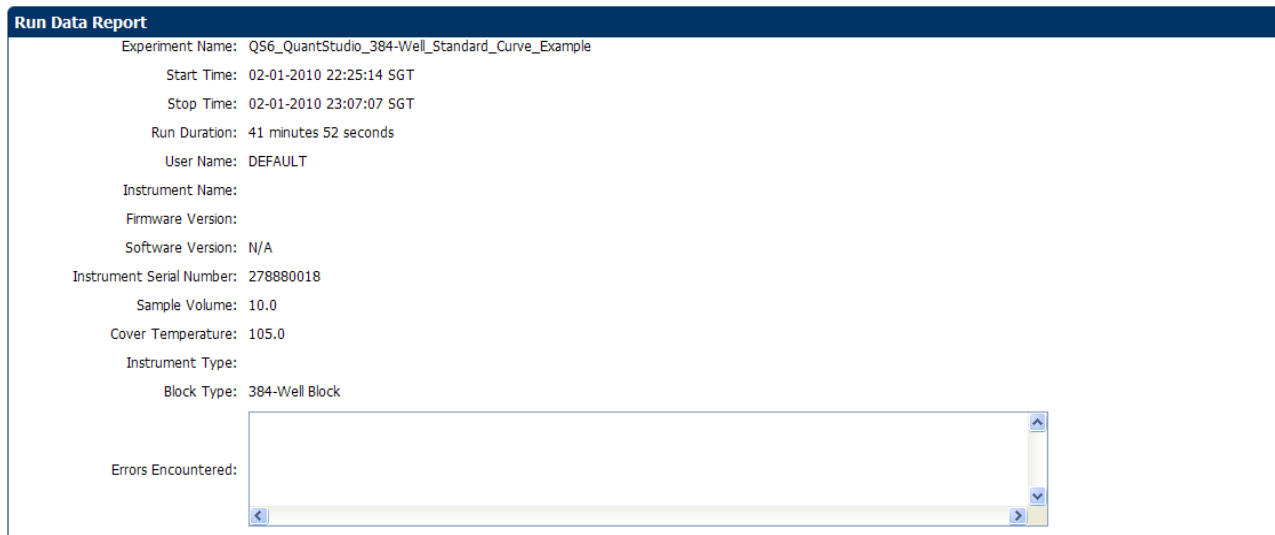 Run Data Report
Experiment Name: QS6_QuantStudio_384-Well_Standard_Curve_Example
Start Time: 02-01-2010 22:25:14 SGT
Stop Time: 02-01-2010 23:07:07 SGT
Run Duration: 41 minutes 52 seconds
User Name: DEFAULT
Instrument Name:
Firmware Version:
Software Version: N/A
Instrument Serial Number: 278880018
Sample Volume: 10.0
Cover Temperature: 105.0
Instrument Type:
Block Type: 384-Well Block
Errors Encountered: